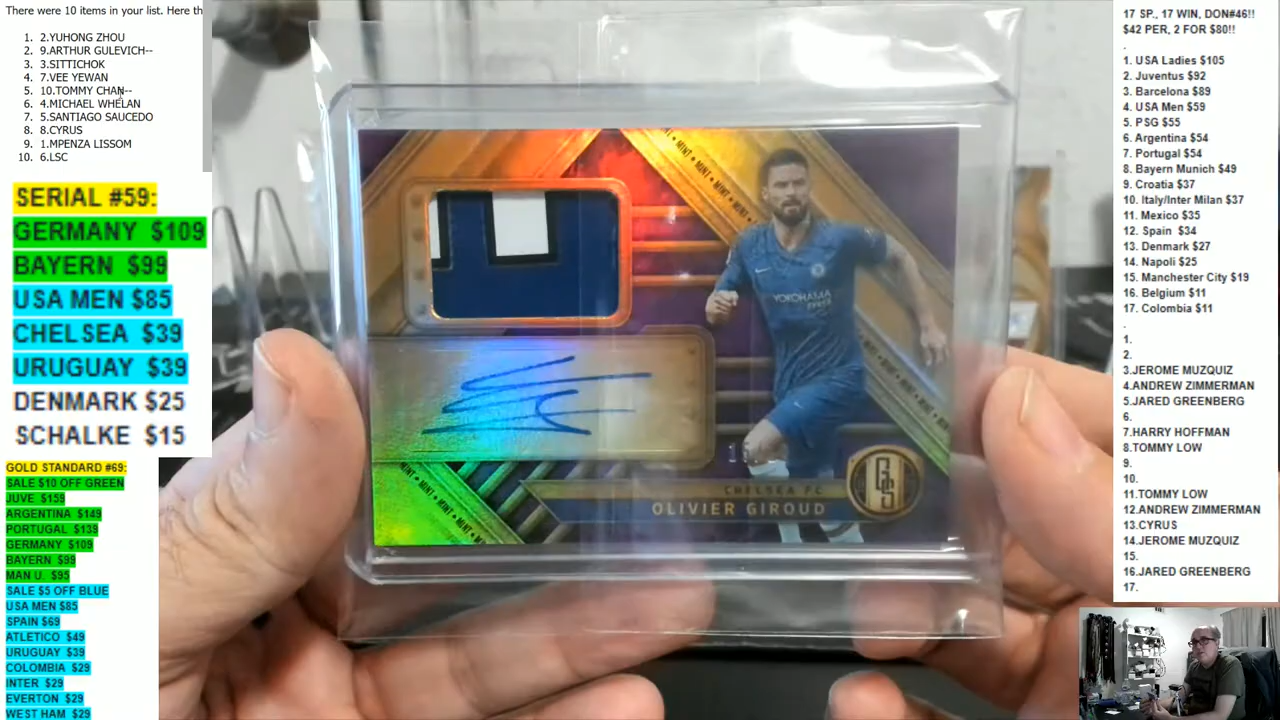 There were 10 items in your list. Here th
1. 2.YUHONG ZHOU
2. 9.ARTHUR GULEVICH--
3. 3.SITTICHOK
4. 7.VEE YEWAN
5. 10.TOMMY CHAN--
6. 4.MICHAEL WHELAN
7. 5.SANTIAGO SAUCEDO
8. 8.CYRUS
9. 1.MPENZA LISSOM
10. 6.LSC
SERIAL #59:
GERMANY $109
BAYERN $99
USA MEN $85
CHELSEA $39
URUGUAY $39
DENMARK $25
SCHALKE $15
GOLD STANDARD #69:
SALE $10 OFF GREEN
JUVE $159
ARGENTINA $149
PORTUGAL $139
GERMANY $109
BAYERN $99
MAN U. $95
SALE $5 OFF BLUE
USA MEN $85
SPAIN $69
ATLETICO $49
URUGUAY $39
COLOMBIA $29
INTER $29
EVERTON $29
WEST HAM $29
MINT • MINT • MINT • MINT
YOKOHAMA
TYRES
MINT • MINT • MINT
CHELSEA FC
OLIVIER GIROUD
GS
17 SP., 17 WIN, DON#46!!
$42 PER, 2 FOR $80!!
.
1. USA Ladies $105
2. Juventus $92
3. Barcelona $89
4. USA Men $59
5. PSG $55
6. Argentina $54
7. Portugal $54
8. Bayern Munich $49
9. Croatia $37
10. Italy/Inter Milan $37
11. Mexico $35
12. Spain $34
13. Denmark $27
14. Napoli $25
15. Manchester City $19
16. Belgium $11
17. Colombia $11
.
1.
2.
3.JEROME MUZQUIZ
4.ANDREW ZIMMERMAN
5.JARED GREENBERG
6.
7.HARRY HOFFMAN
8.TOMMY LOW
9.
10.
11.TOMMY LOW
12.ANDREW ZIMMERMAN
13.CYRUS
14.JEROME MUZQUIZ
15.
16.JARED GREENBERG
17.